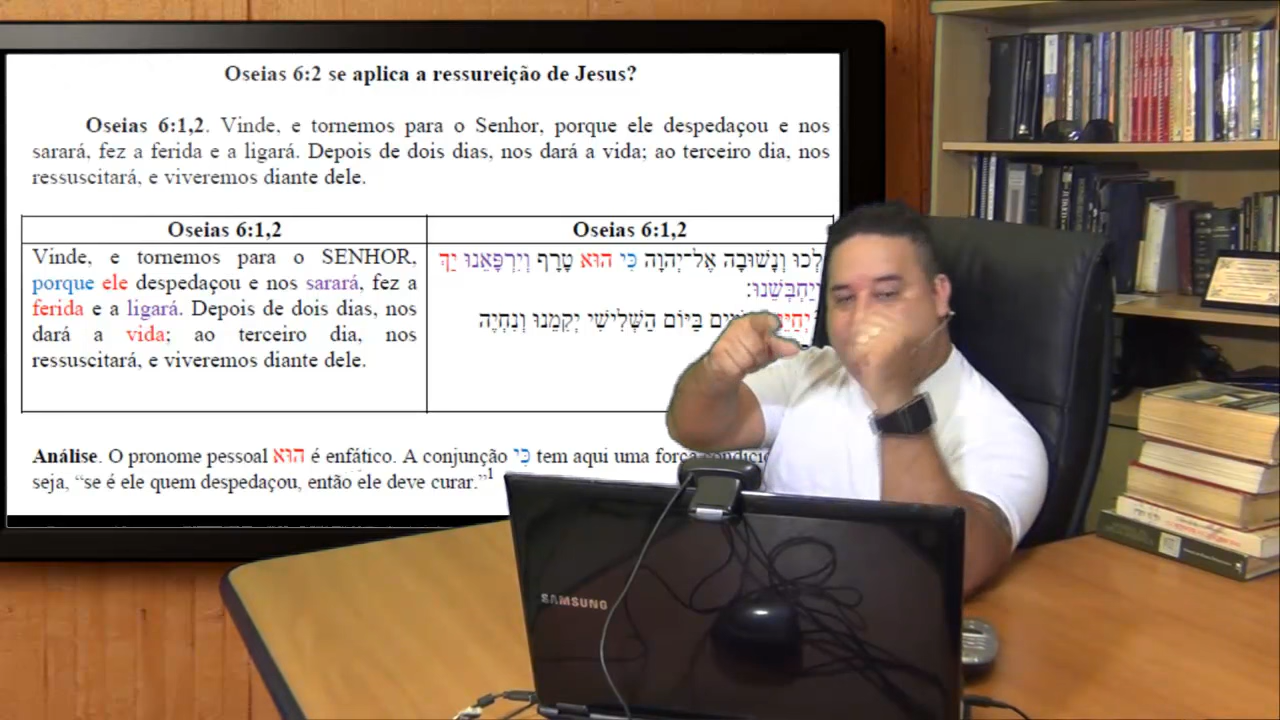 Oseias 6:2 se aplica a ressureição de Jesus?
Oseias 6:1,2. Vinde, e tornemos para o Senhor, porque ele despedaçou e nos
sarará, fez a ferida e a ligará. Depois de dois dias, nos dará a vida; ao terceiro dia, nos
ressuscitará, e viveremos diante dele.
Oseias 6:1,2
Vinde, e tornemos para o SENHOR,
porque ele despedaçou e nos sarará, fez a
ferida e a ligará. Depois de dois dias, nos
dará a vida; ao terceiro dia, nos
ressuscitará, e viveremos diante dele.
Oseias 6:1,2
לְכוּ וְנָשׁוּבָה אֶל־יְהוָה כִּי הוּא טָרָף וְיִרְפָּאֵנוּ יַךְ
וְיַחְבְּשֵׁנוּ׃
בַּיּוֹם הַשְּׁלִישִׁי יְקִמֵנוּ וְנִחְיֶה
Análise. O pronome pessoal הוּא é enfático. A conjunção כִּי tem aqui uma força
seja, “se é ele quem despedaçou, então ele deve curar.”1
SAMSUNG